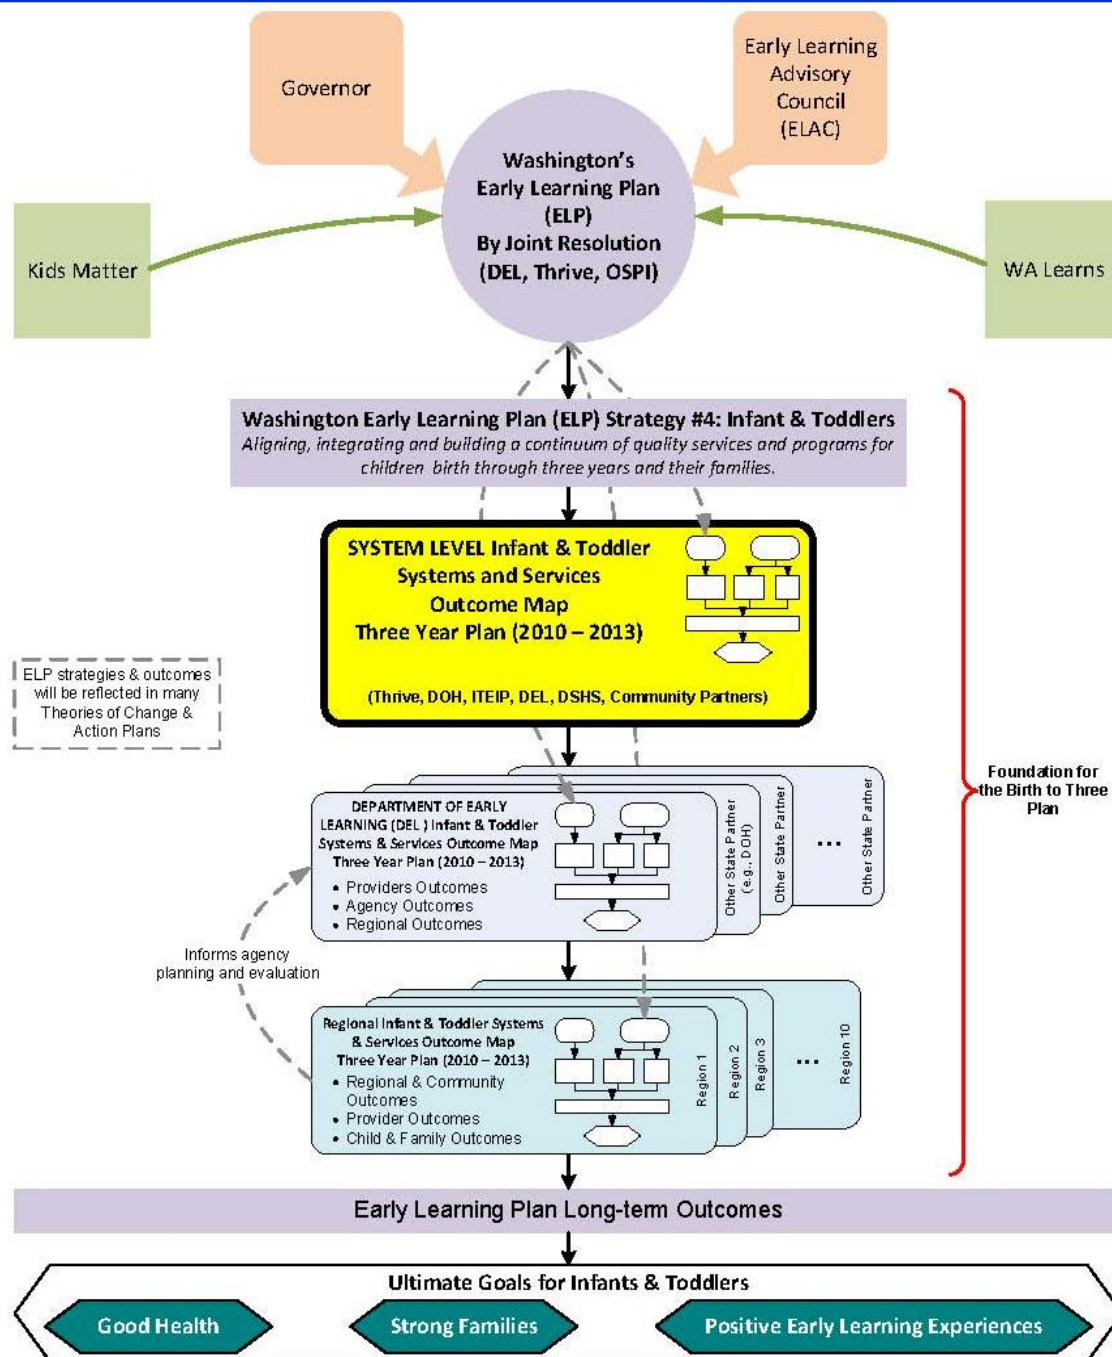 Governor
Early Learning
Advisory
Council
(ELAC)
Washington's
Early Learning Plan
(ELP)
By Joint Resolution
(DEL, Thrive, OSPI)
Kids Matter
WA Learns
Washington Early Learning Plan (ELP) Strategy #4: Infant & Toddlers
Aligning, integrating and building a continuum of quality services and programs for
children birth through three years and their families.
SYSTEM LEVEL Infant & Toddler
Systems and Services
Outcome Map
Three Year Plan (2010 – 2013)
(Thrive, DOH, ITEIP, DEL, DSHS, Community Partners)
ELP strategies & outcomes
will be reflected in many
Theories of Change &
Action Plans
Foundation for
the Birth to Three
Plan
DEPARTMENT OF EARLY
LEARNING (DEL ) Infant & Toddler
Systems & Services Outcome Map
Three Year Plan (2010 – 2013)
• Providers Outcomes
• Agency Outcomes
• Regional Outcomes
Other State Partner
(e.g., DOH)
Other State Partner
...
Other State Partner
Informs agency
planning and evaluation
Regional Infant & Toddler Systems
& Services Outcome Map
Three Year Plan (2010 – 2013)
• Regional & Community
Outcomes
• Provider Outcomes
• Child & Family Outcomes
Region 1
Region 2
Region 3
...
Region 10
Early Learning Plan Long-term Outcomes
Ultimate Goals for Infants & Toddlers
Good Health
Strong Families
Positive Early Learning Experiences